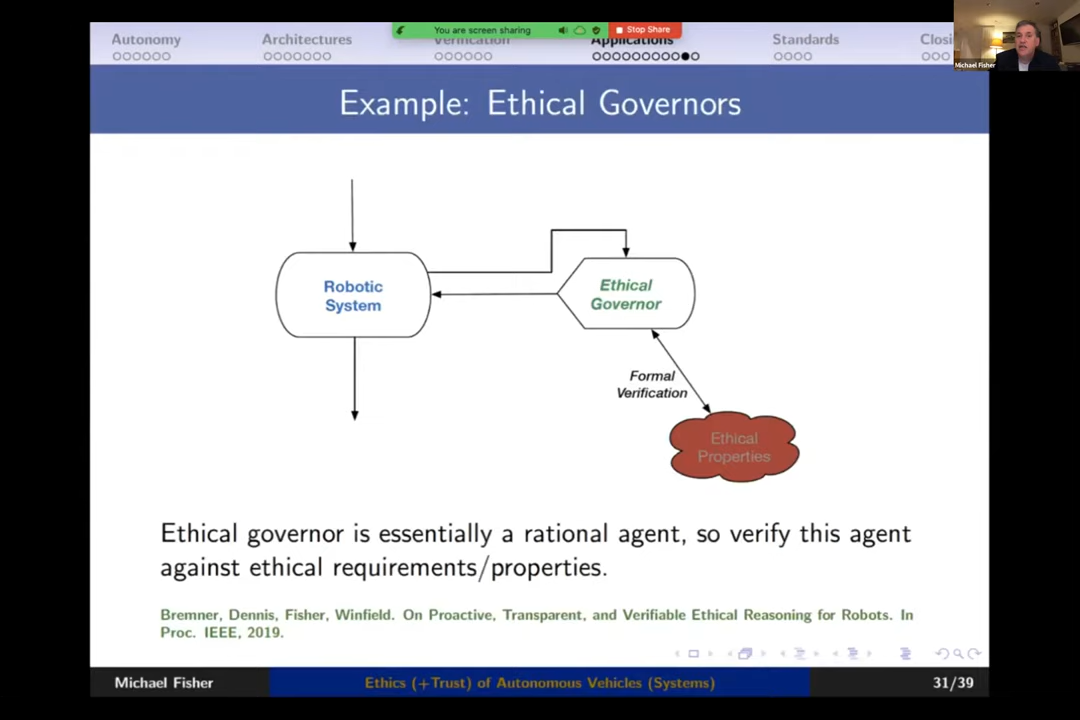 You are screen sharing
Stop Share
Michael Fisher
Autonomy
Architectures
Verification
Applications
Standards
Closi
Example: Ethical Governors
Robotic
System
Ethical
Governor
Formal
Verification
Ethical
Properties
Ethical governor is essentially a rational agent, so verify this agent
against ethical requirements/properties.
Bremner, Dennis, Fisher, Winfield. On Proactive, Transparent, and Verifiable Ethical Reasoning for Robots. In
Proc. IEEE, 2019.
Michael Fisher
Ethics (+Trust) of Autonomous Vehicles (Systems)
31/39